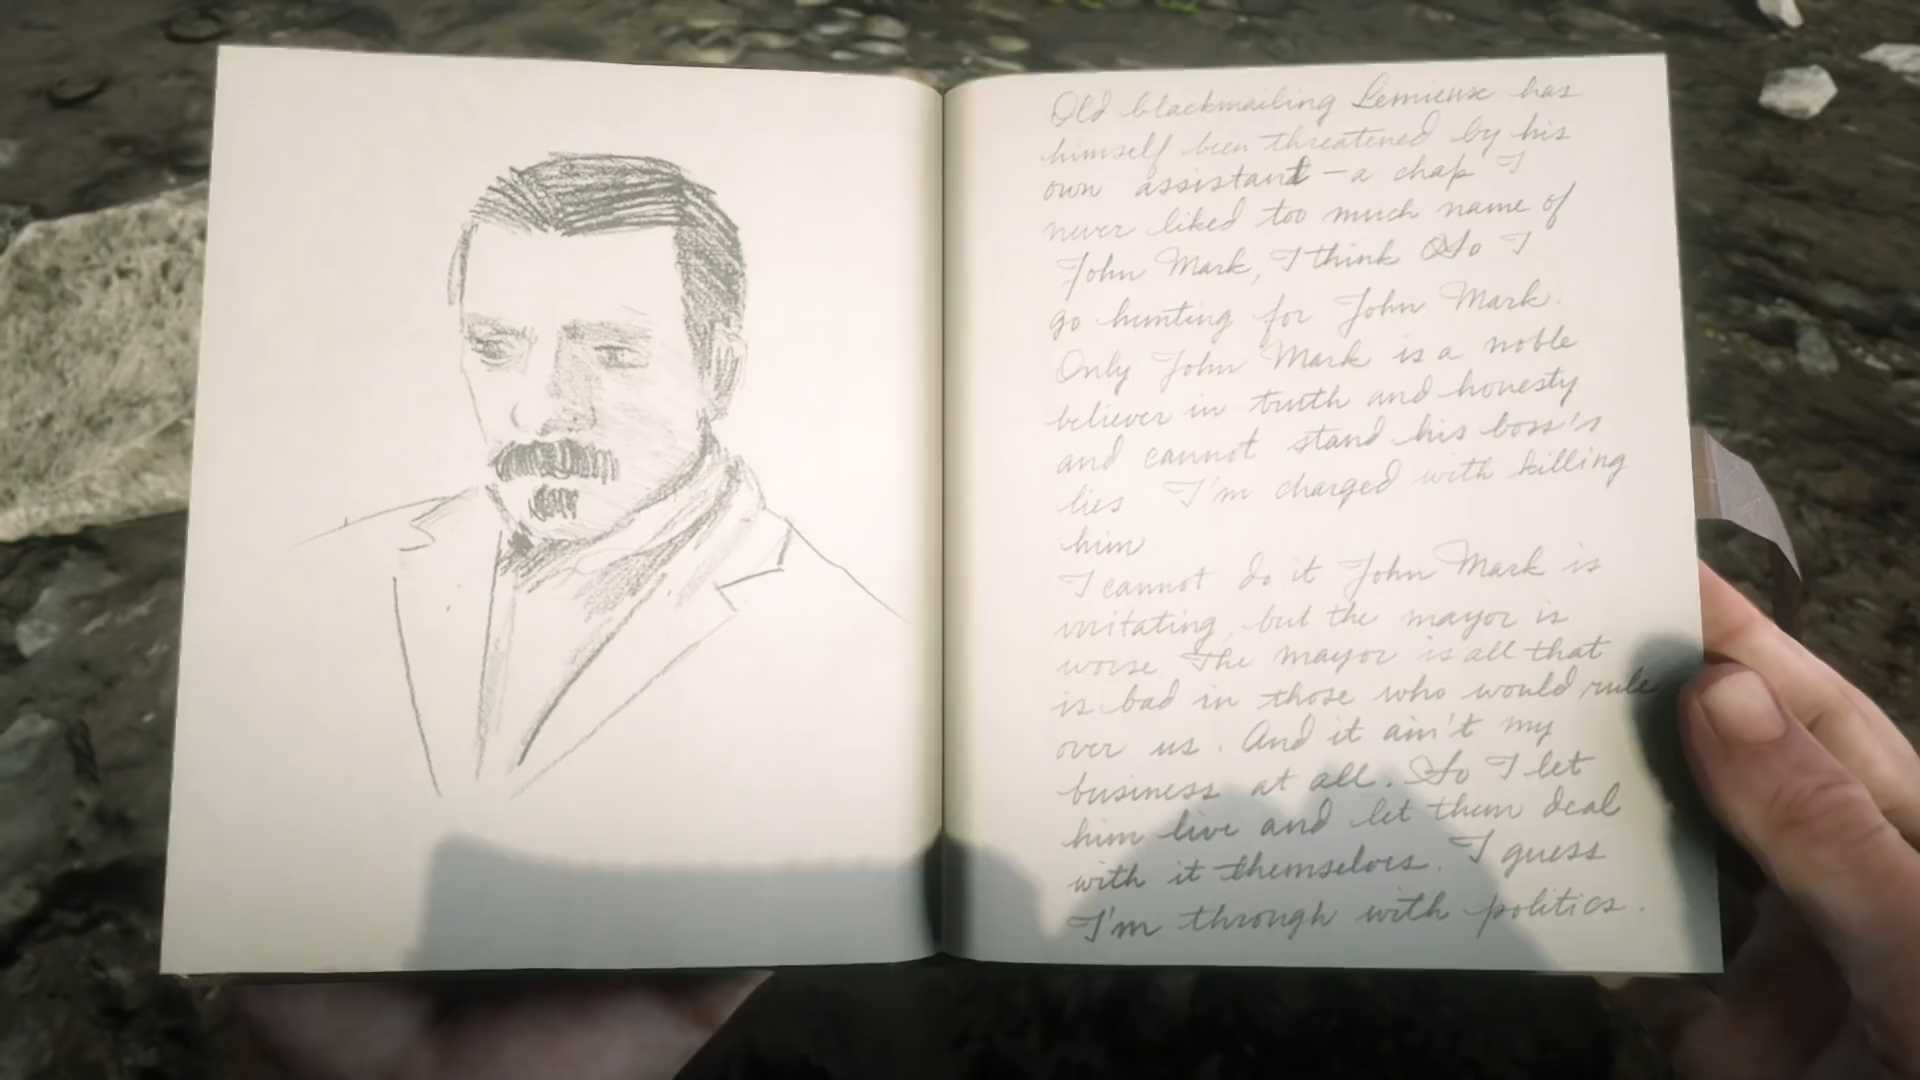 Old blackmailing Lemieux has
himself been threatened by his
own assistant - a chap I
never liked too much name of
John Mark, I think So I
go hunting for John Mark.
Only John Mark is a noble
believer in truth and honesty
and cannot stand his boss's
lies I'm charged with killing
him
I cannot do it John Mark is
irritating, but the mayor is
worse The mayor is all that
is bad in those who would rule
over us. And it ain't my
business at all. So I let
him live and let them deal
with it themselves. I guess
I'm through with politics.